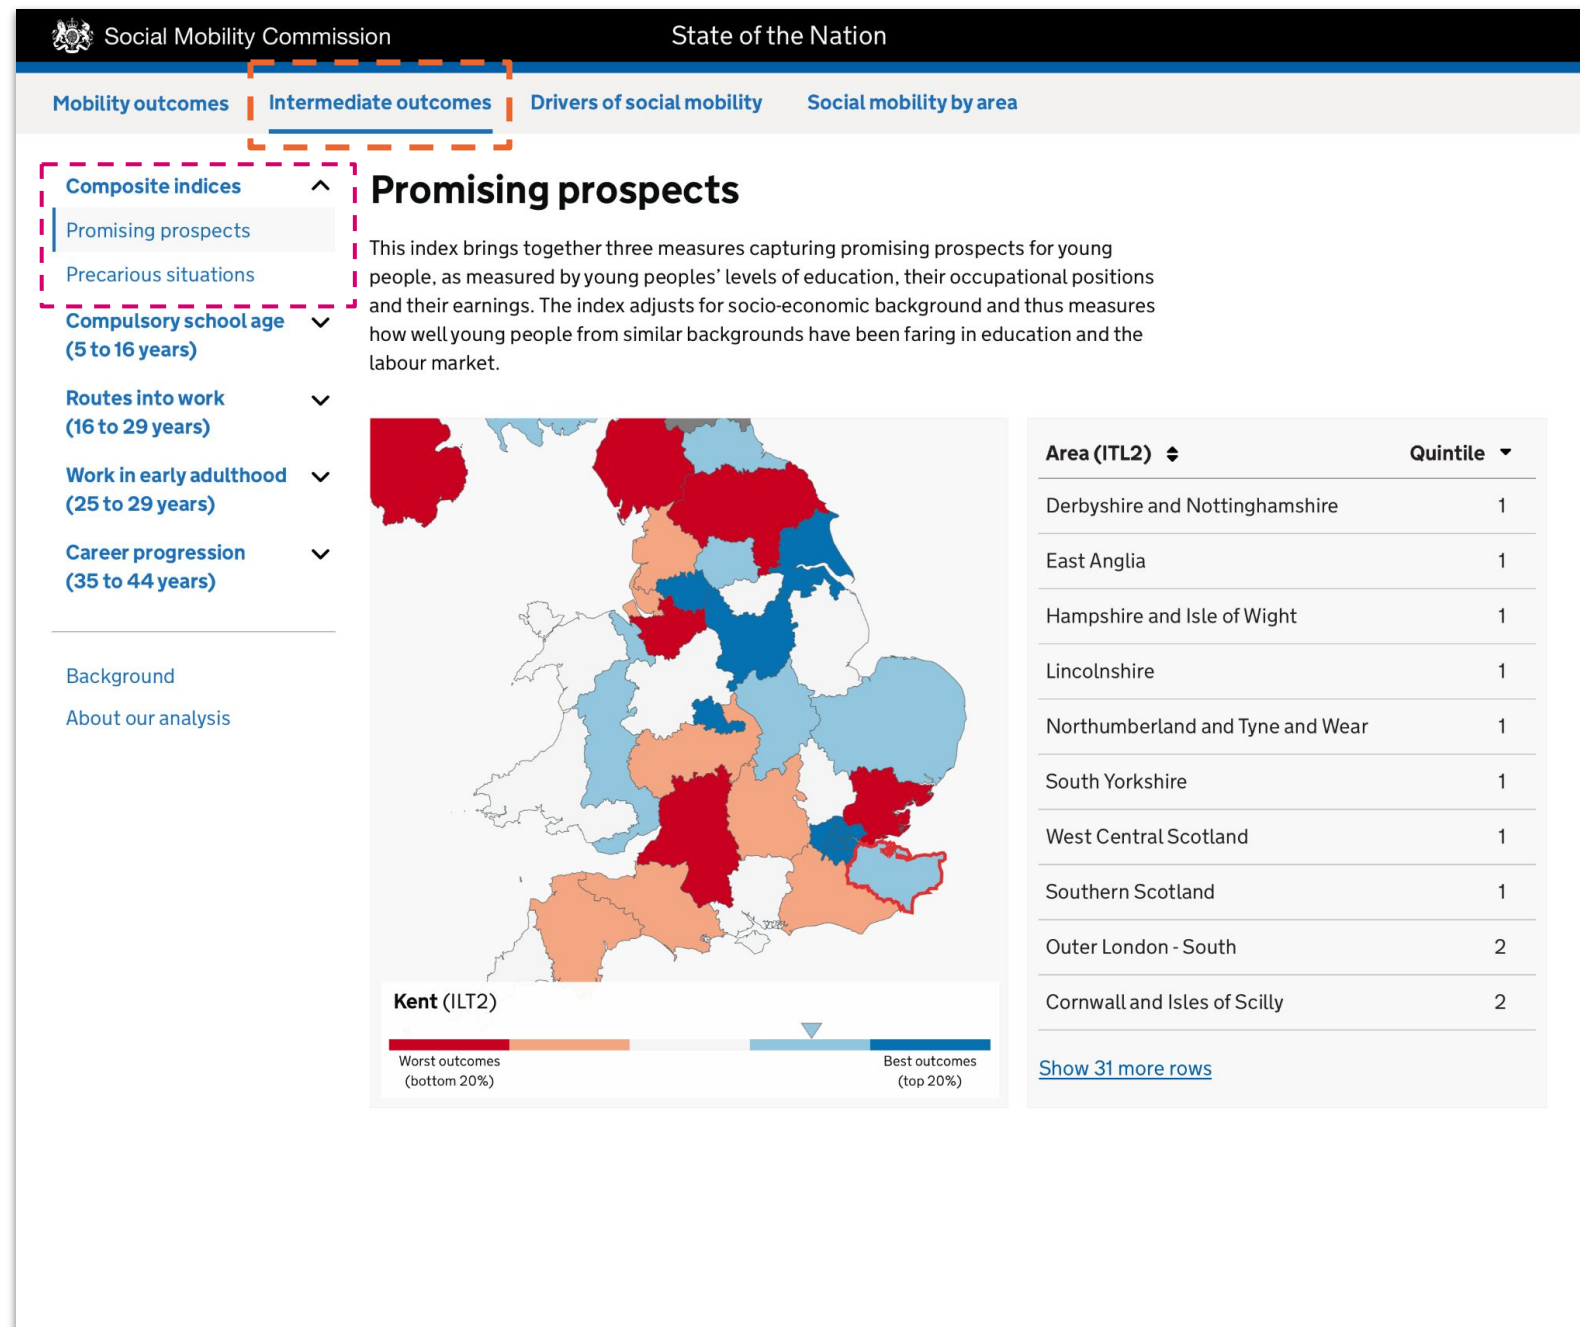 Social Mobility Commission
State of the Nation
Mobility outcomes
Intermediate outcomes
Drivers of social mobility
Social mobility by area
Composite indices
Promising prospects
Precarious situations
Compulsory school age
(5 to 16 years)
Routes into work
(16 to 29 years)
Work in early adulthood
(25 to 29 years)
Career progression
(35 to 44 years)
Background
About our analysis
Promising prospects
This index brings together three measures capturing promising prospects for young
people, as measured by young peoples' levels of education, their occupational positions
and their earnings. The index adjusts for socio-economic background and thus measures
how well young people from similar backgrounds have been faring in education and the
labour market.
Kent (ILT2)
Worst outcomes
(bottom 20%)
Best outcomes
(top 20%)
Area (ITL2) Quintile
Derbyshire and Nottinghamshire 1
East Anglia 1
Hampshire and Isle of Wight 1
Lincolnshire 1
Northumberland and Tyne and Wear 1
South Yorkshire 1
West Central Scotland 1
Southern Scotland 1
Outer London - South 2
Cornwall and Isles of Scilly 2
Show 31 more rows